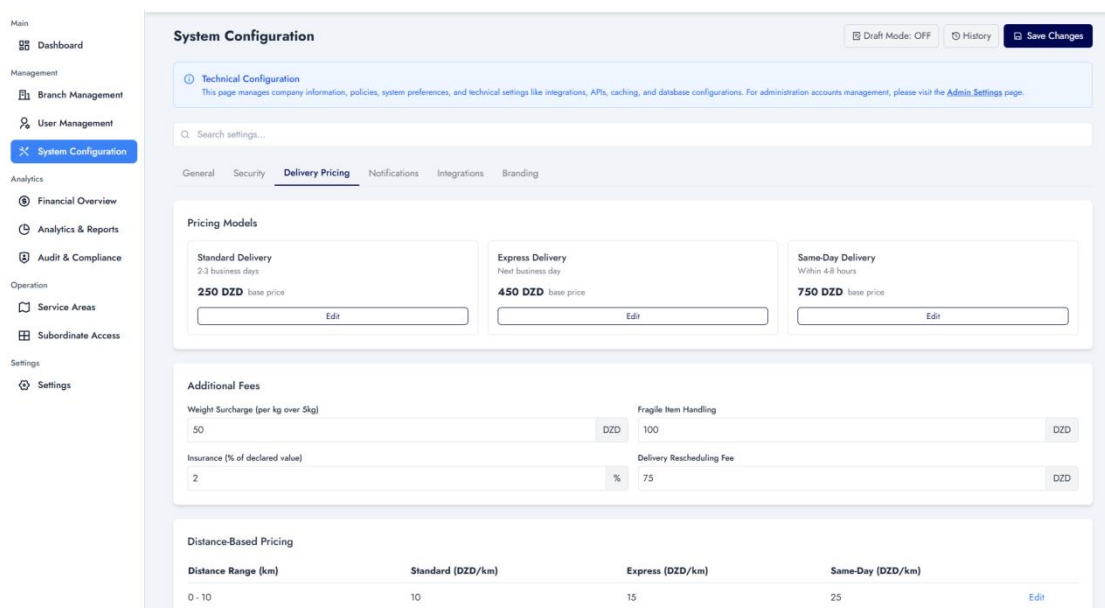 Main
Dashboard
Management
Branch Management
User Management
System Configuration
Analytics
Financial Overview
Analytics & Reports
Audit & Compliance
Operation
Service Areas
Subordinate Access
Settings
Settings
System Configuration
Draft Mode: OFF
History
Save Changes
Technical Configuration
This page manages company information, policies, system preferences, and technical settings like integrations, APIs, caching, and database configurations. For administration accounts management, please visit the Admin Settings page.
Search settings...
General Security Delivery Pricing Notifications Integrations Branding
Pricing Models
Standard Delivery
2-3 business days
250 DZD base price
Edit
Express Delivery
Next business day
450 DZD base price
Edit
Same-Day Delivery
Within 4-8 hours
750 DZD base price
Edit
Additional Fees
Weight Surcharge (per kg over 5kg)
50 DZD
Fragile Item Handling
100 DZD
Insurance (% of declared value)
2 %
Delivery Rescheduling Fee
75 DZD
Distance-Based Pricing
Distance Range (km) Standard (DZD/km) Express (DZD/km) Same-Day (DZD/km)
0 - 10 10 15 25 Edit